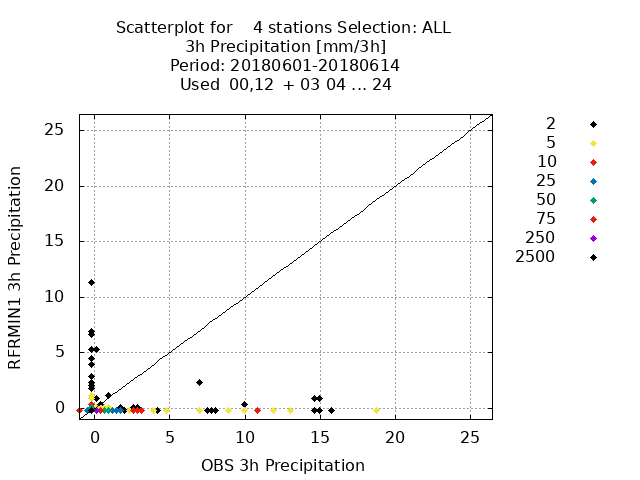 Scatterplot for    4 stations Selection: ALL
3h Precipitation [mm/3h]
Period: 20180601-20180614
Used  00,12  + 03 04 ... 24
RFRMIN1 3h Precipitation
25
20
15
10
5
0
0 5 10 15 20 25
OBS 3h Precipitation
2
5
10
25
50
75
250
2500